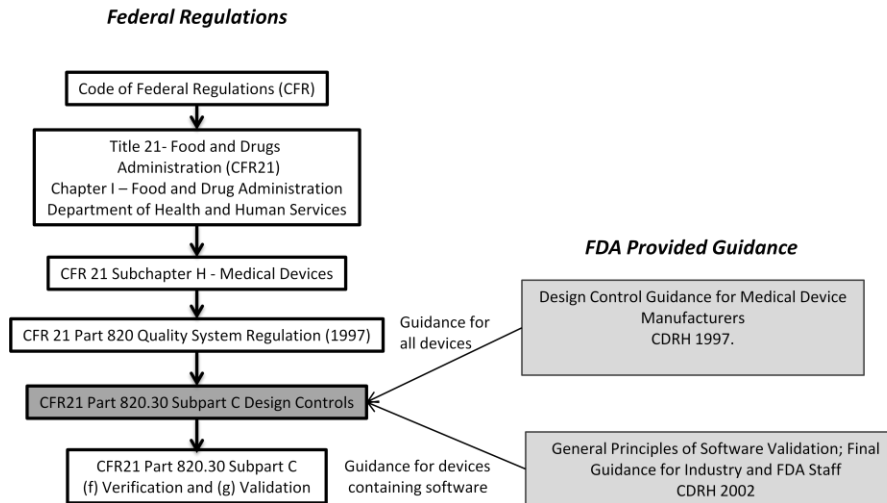 Federal Regulations
Code of Federal Regulations (CFR)
Title 21- Food and Drugs
Administration (CFR21)
Chapter I – Food and Drug Administration
Department of Health and Human Services
CFR 21 Subchapter H - Medical Devices
CFR 21 Part 820 Quality System Regulation (1997)
CFR21 Part 820.30 Subpart C Design Controls
CFR21 Part 820.30 Subpart C
(f) Verification and (g) Validation
FDA Provided Guidance
Guidance for
all devices
Design Control Guidance for Medical Device
Manufacturers
CDRH 1997.
Guidance for devices
containing software
General Principles of Software Validation; Final
Guidance for Industry and FDA Staff
CDRH 2002